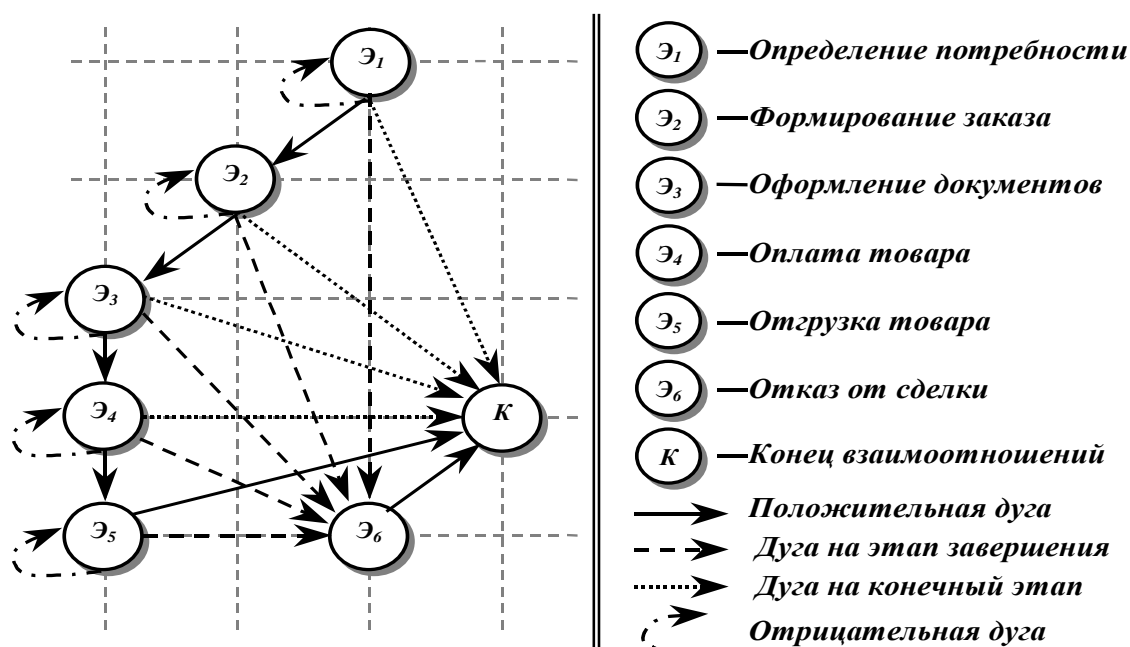 Э1
Э2
Э3
Э4
К
Э5
Э6
Э1 —Определение потребности
Э2 —Формирование заказа
Э3 —Оформление документов
Э4 —Оплата товара
Э5 —Отгрузка товара
Э6 —Отказ от сделки
К —Конец взаимоотношений
Положительная дуга
Дуга на этап завершения
Дуга на конечный этап
Отрицательная дуга